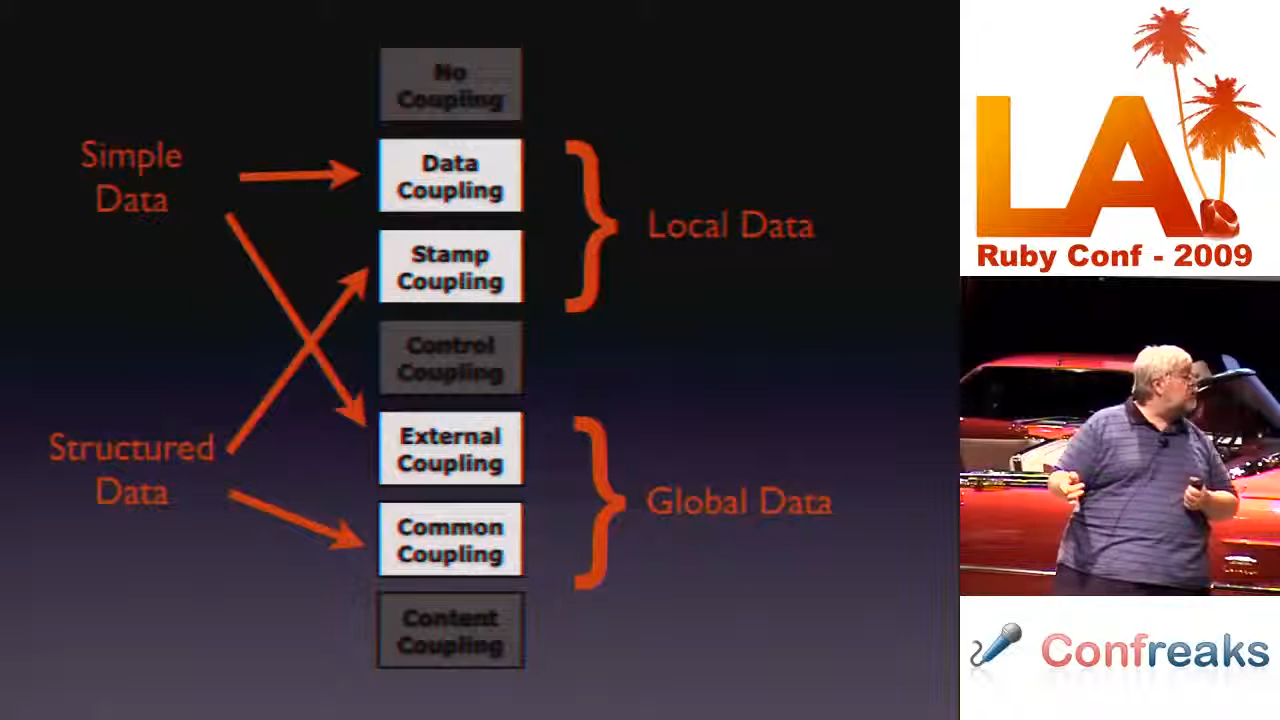 No
Coupling
Simple
Data
Data
Coupling
Stamp
Coupling
Local Data
Control
Coupling
Structured
Data
External
Coupling
Common
Coupling
Global Data
Content
Coupling
LA
Ruby Conf - 2009
Confreaks